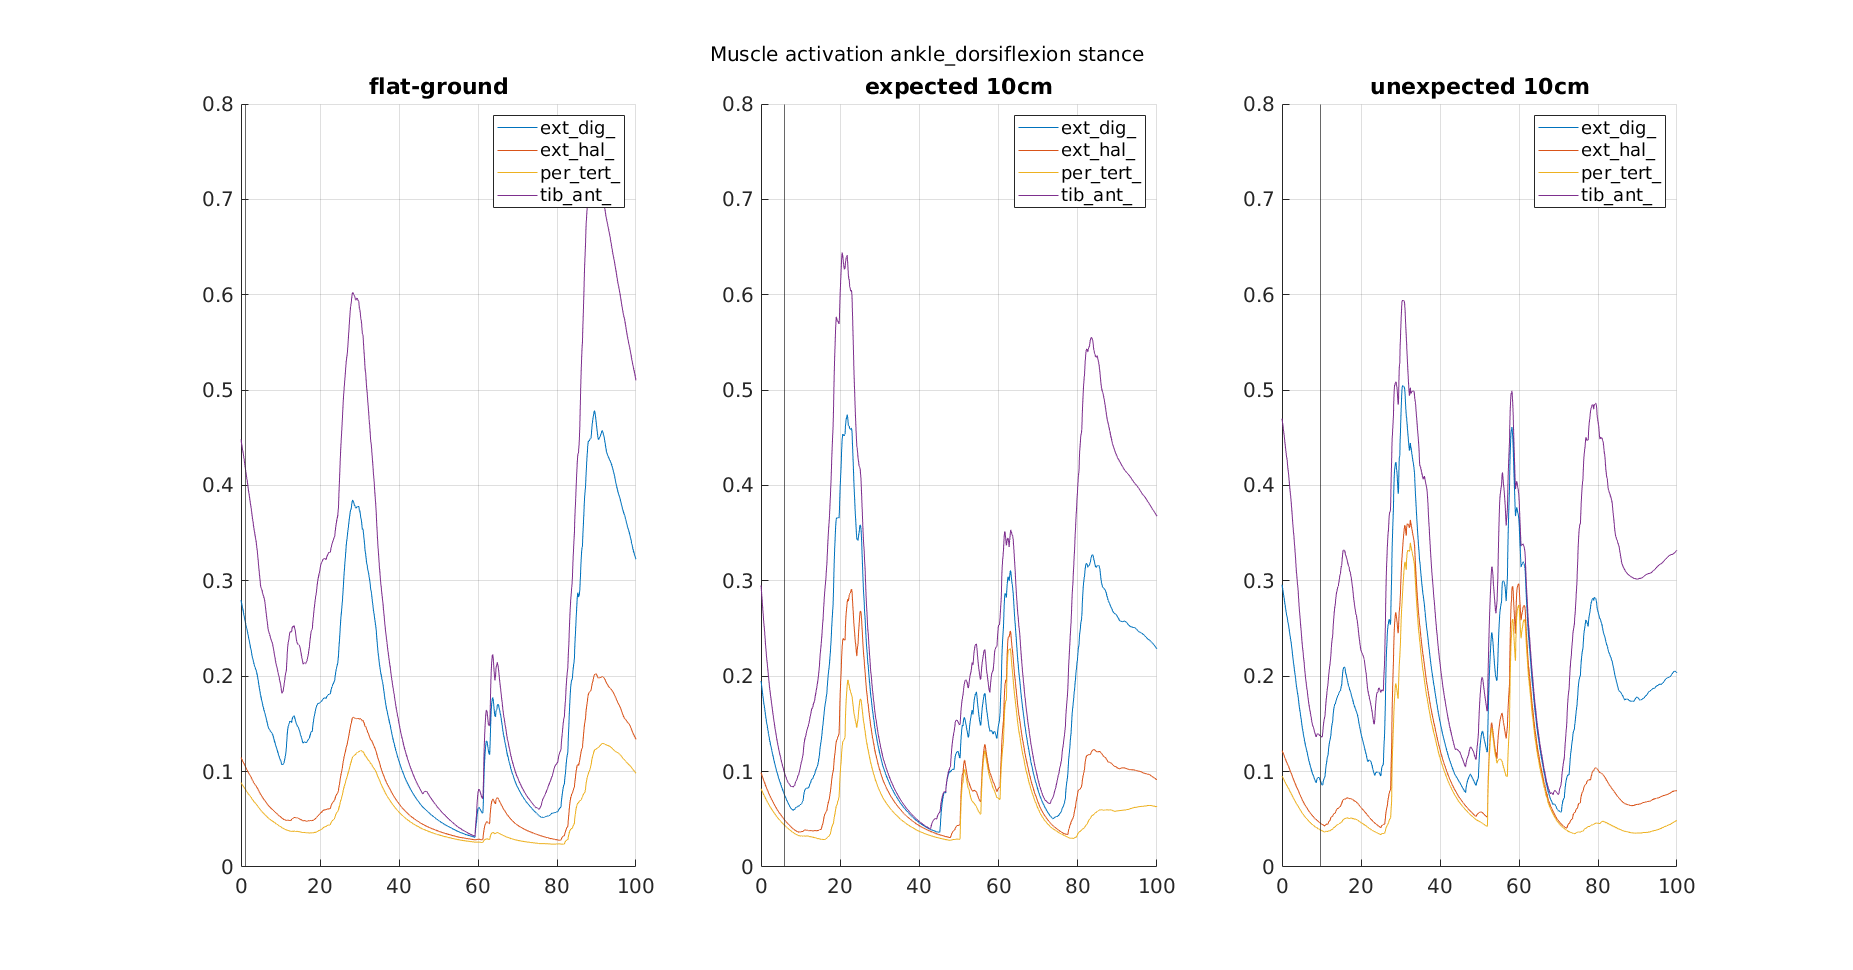 Muscle activation ankle_dorsiflexion stance
flat-ground
0.8
0.7
0.6
0.5
0.4
0.3
0.2
0.1
0
0 20 40 60 80 100
ext_dig_
ext_hal_
per_tert_
tib_ant_
expected 10cm
0.8
0.7
0.6
0.5
0.4
0.3
0.2
0.1
0
0 20 40 60 80 100
ext_dig_
ext_hal_
per_tert_
tib_ant_
unexpected 10cm
0.8
0.7
0.6
0.5
0.4
0.3
0.2
0.1
0
0 20 40 60 80 100
ext_dig_
ext_hal_
per_tert_
tib_ant_